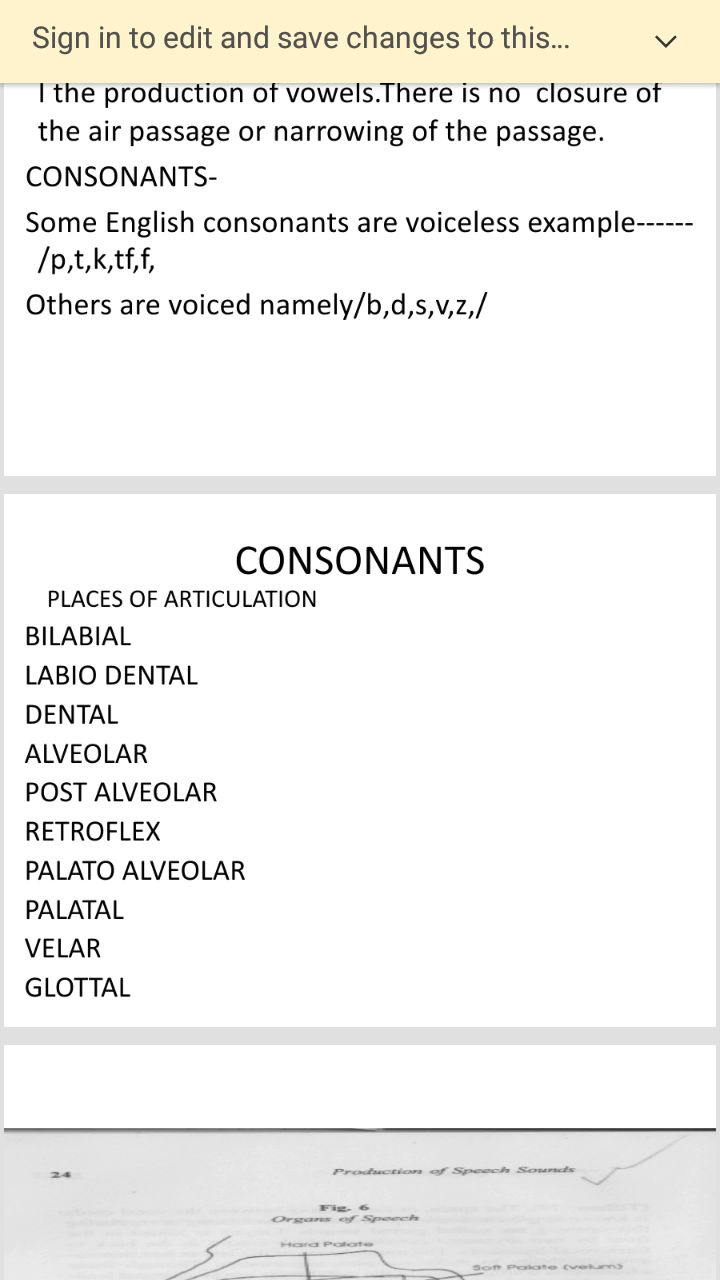 Sign in to edit and save changes to this...
I the production of vowels.There is no closure of
the air passage or narrowing of the passage.
CONSONANTS-
Some English consonants are voiceless example------
/p,t,k,tf,f,
Others are voiced namely/b,d,s,v,z,/
CONSONANTS
PLACES OF ARTICULATION
BILABIAL
LABIO DENTAL
DENTAL
ALVEOLAR
POST ALVEOLAR
RETROFLEX
PALATO ALVEOLAR
PALATAL
VELAR
GLOTTAL
24
Production of Speech Sounds
Fig. 6
Organs of Speech
Hard Palate
Soft Palate (velum)